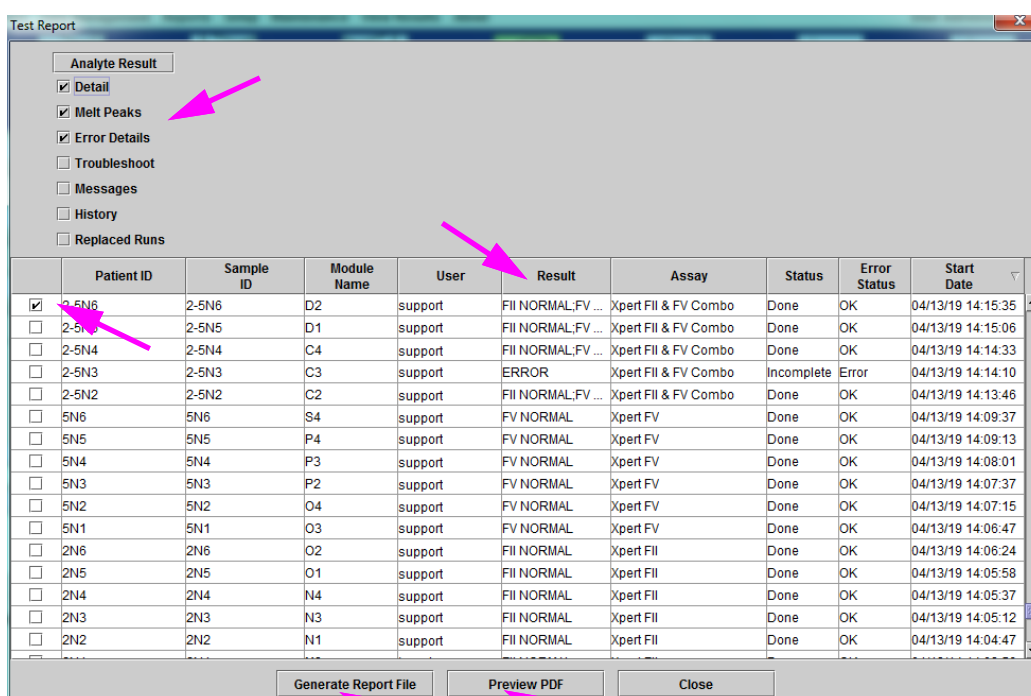 Test Report
Analyte Result
Detail
Melt Peaks
Error Details
Troubleshoot
Messages
History
Replaced Runs
Patient ID Sample ID Module Name User Result Assay Status Error Status Start Date
2-5N6 2-5N6 D2 support FII NORMAL;FV ... Xpert FII & FV Combo Done OK 04/13/19 14:15:35
2-5N5 D1 support FII NORMAL;FV ... Xpert FII & FV Combo Done OK 04/13/19 14:15:06
2-5N4 2-5N4 C4 support FII NORMAL;FV ... Xpert FII & FV Combo Done OK 04/13/19 14:14:33
2-5N3 2-5N3 C3 support ERROR Xpert FII & FV Combo Incomplete Error 04/13/19 14:14:10
2-5N2 2-5N2 C2 support FII NORMAL;FV ... Xpert FII & FV Combo Done OK 04/13/19 14:13:46
5N6 5N6 S4 support FV NORMAL Xpert FV Done OK 04/13/19 14:09:37
5N5 5N5 P4 support FV NORMAL Xpert FV Done OK 04/13/19 14:09:13
5N4 5N4 P3 support FV NORMAL Xpert FV Done OK 04/13/19 14:08:01
5N3 5N3 P2 support FV NORMAL Xpert FV Done OK 04/13/19 14:07:37
5N2 5N2 O4 support FV NORMAL Xpert FV Done OK 04/13/19 14:07:15
5N1 5N1 O3 support FV NORMAL Xpert FV Done OK 04/13/19 14:06:47
2N6 2N6 O2 support FII NORMAL Xpert FII Done OK 04/13/19 14:06:24
2N5 2N5 O1 support FII NORMAL Xpert FII Done OK 04/13/19 14:05:58
2N4 2N4 N4 support FII NORMAL Xpert FII Done OK 04/13/19 14:05:37
2N3 2N3 N3 support FII NORMAL Xpert FII Done OK 04/13/19 14:05:12
2N2 2N2 N1 support FII NORMAL Xpert FII Done OK 04/13/19 14:04:47
Generate Report File Preview PDF Close